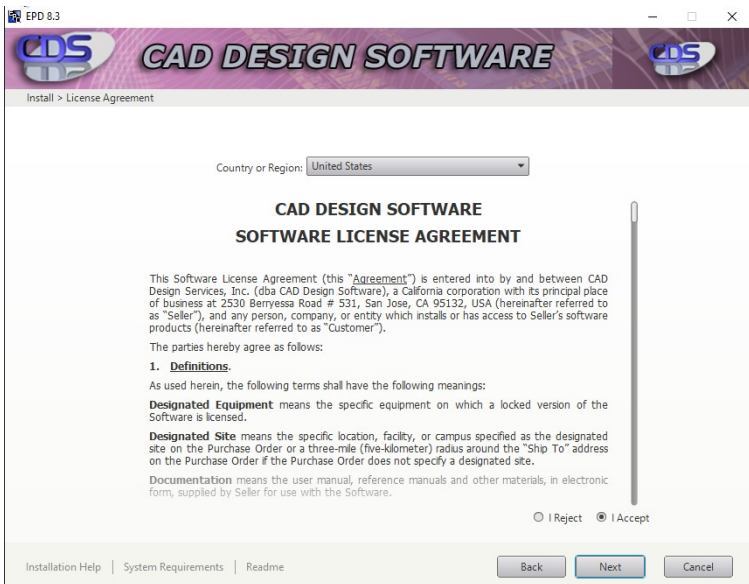 EPD 8.3
CDS
CAD DESIGN SOFTWARE
CDS
Install > License Agreement
Country or Region: United States
CAD DESIGN SOFTWARE
SOFTWARE LICENSE AGREEMENT
This Software License Agreement (this “Agreement”) is entered into by and between CAD
Design Services, Inc. (dba CAD Design Software), a California corporation with its principal place
of business at 2530 Berryessa Road # 531, San Jose, CA 95132, USA (hereinafter referred to
as “Seller”), and any person, company, or entity which installs or has access to Seller’s software
products (hereinafter referred to as “Customer”).
The parties hereby agree as follows:
1. Definitions.
As used herein, the following terms shall have the following meanings:
Designated Equipment means the specific equipment on which a locked version of the
Software is licensed.
Designated Site means the specific location, facility, or campus specified as the designated
site on the Purchase Order or a three-mile (five-kilometer) radius around the “Ship To” address
on the Purchase Order if the Purchase Order does not specify a designated site.
Documentation means the user manual, reference manuals and other materials, in electronic
form, supplied by Seller for use with the Software.
I Reject I Accept
Installation Help | System Requirements | Readme Back Next Cancel